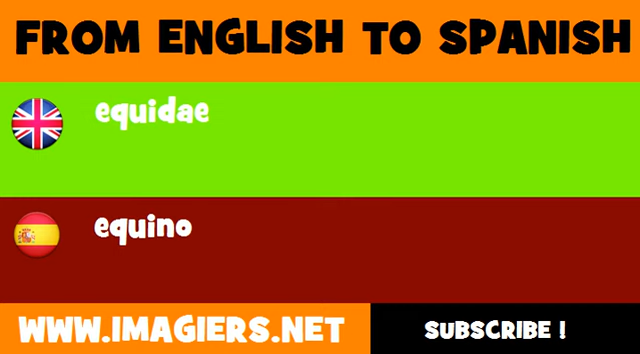 FROM ENGLISH TO SPANISH
equidae
equino
WWW.IMAGIERS.NET
SUBSCRIBE !